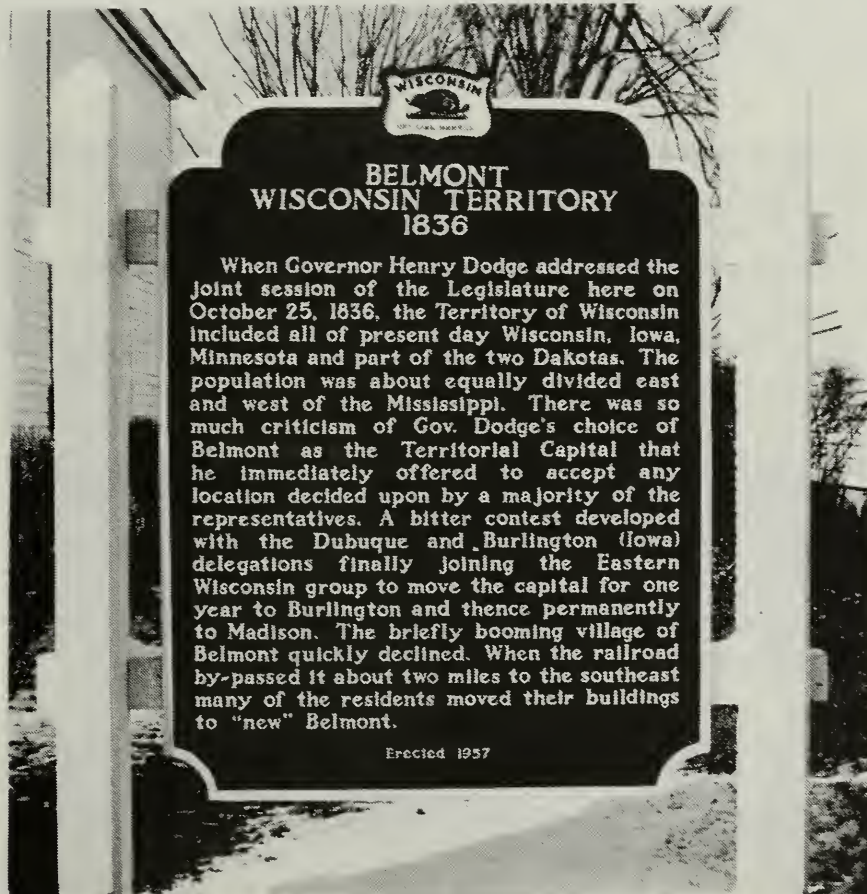 WISCONSIN
OFFICIAL MARKER
BELMONT
WISCONSIN TERRITORY
1836
When Governor Henry Dodge addressed the
joint session of the Legislature here on
October 25, 1836, the Territory of Wisconsin
included all of present day Wisconsin, Iowa,
Minnesota and part of the two Dakotas. The
population was about equally divided east
and west of the Mississippi. There was so
much criticism of Gov. Dodge's choice of
Belmont as the Territorial Capital that
he immediately offered to accept any
location decided upon by a majority of the
representatives. A bitter contest developed
with the Dubuque and Burlington (Iowa)
delegations finally joining the Eastern
Wisconsin group to move the capital for one
year to Burlington and thence permanently
to Madison. The briefly booming village of
Belmont quickly declined. When the railroad
by-passed it about two miles to the southeast
many of the residents moved their buildings
to "new" Belmont.
Erected 1957